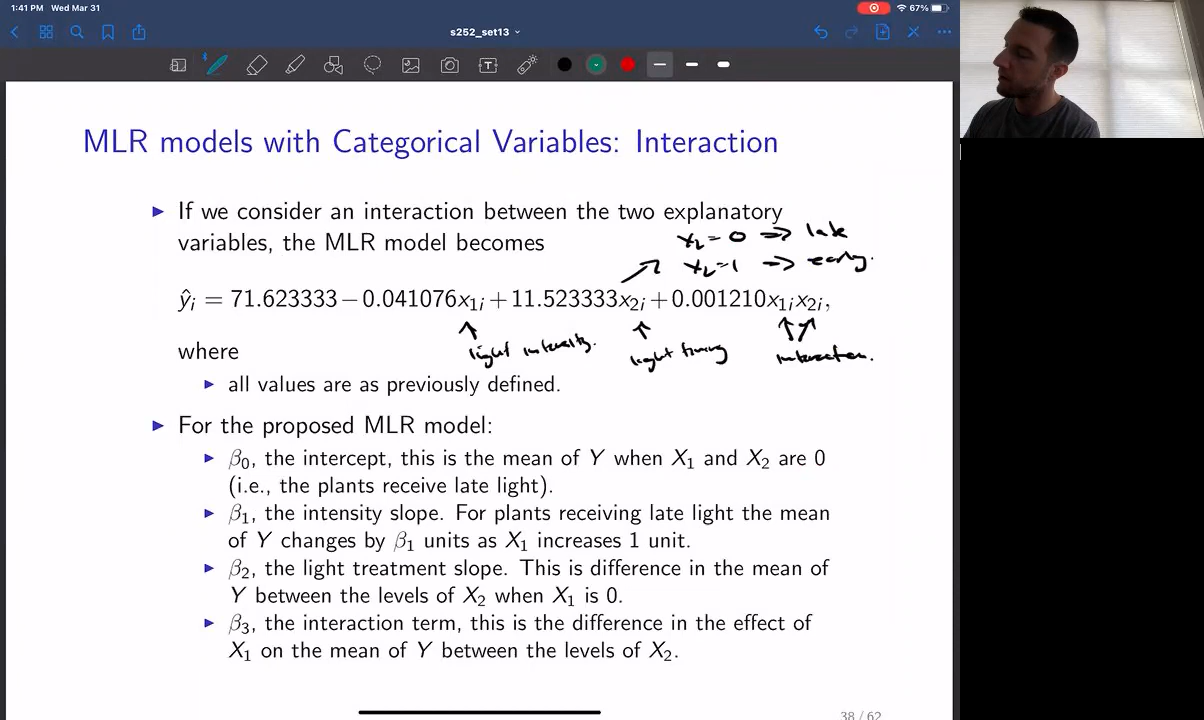 1:41 PM Wed Mar 31
67%
s252_set13
T
MLR models with Categorical Variables: Interaction
If we consider an interaction between the two explanatory
variables, the MLR model becomes
x₂ = 0 ⇒ late
x₂ = 1 ⇒ early.
ŷᵢ = 71.623333 − 0.041076x₁ᵢ + 11.523333x₂ᵢ + 0.001210x₁ᵢx₂ᵢ,
light intensity. light timing interaction.
where
all values are as previously defined.
For the proposed MLR model:
β₀, the intercept, this is the mean of Y when X₁ and X₂ are 0
(i.e., the plants receive late light).
β₁, the intensity slope. For plants receiving late light the mean
of Y changes by β₁ units as X₁ increases 1 unit.
β₂, the light treatment slope. This is difference in the mean of
Y between the levels of X₂ when X₁ is 0.
β₃, the interaction term, this is the difference in the effect of
X₁ on the mean of Y between the levels of X₂.
38 / 62